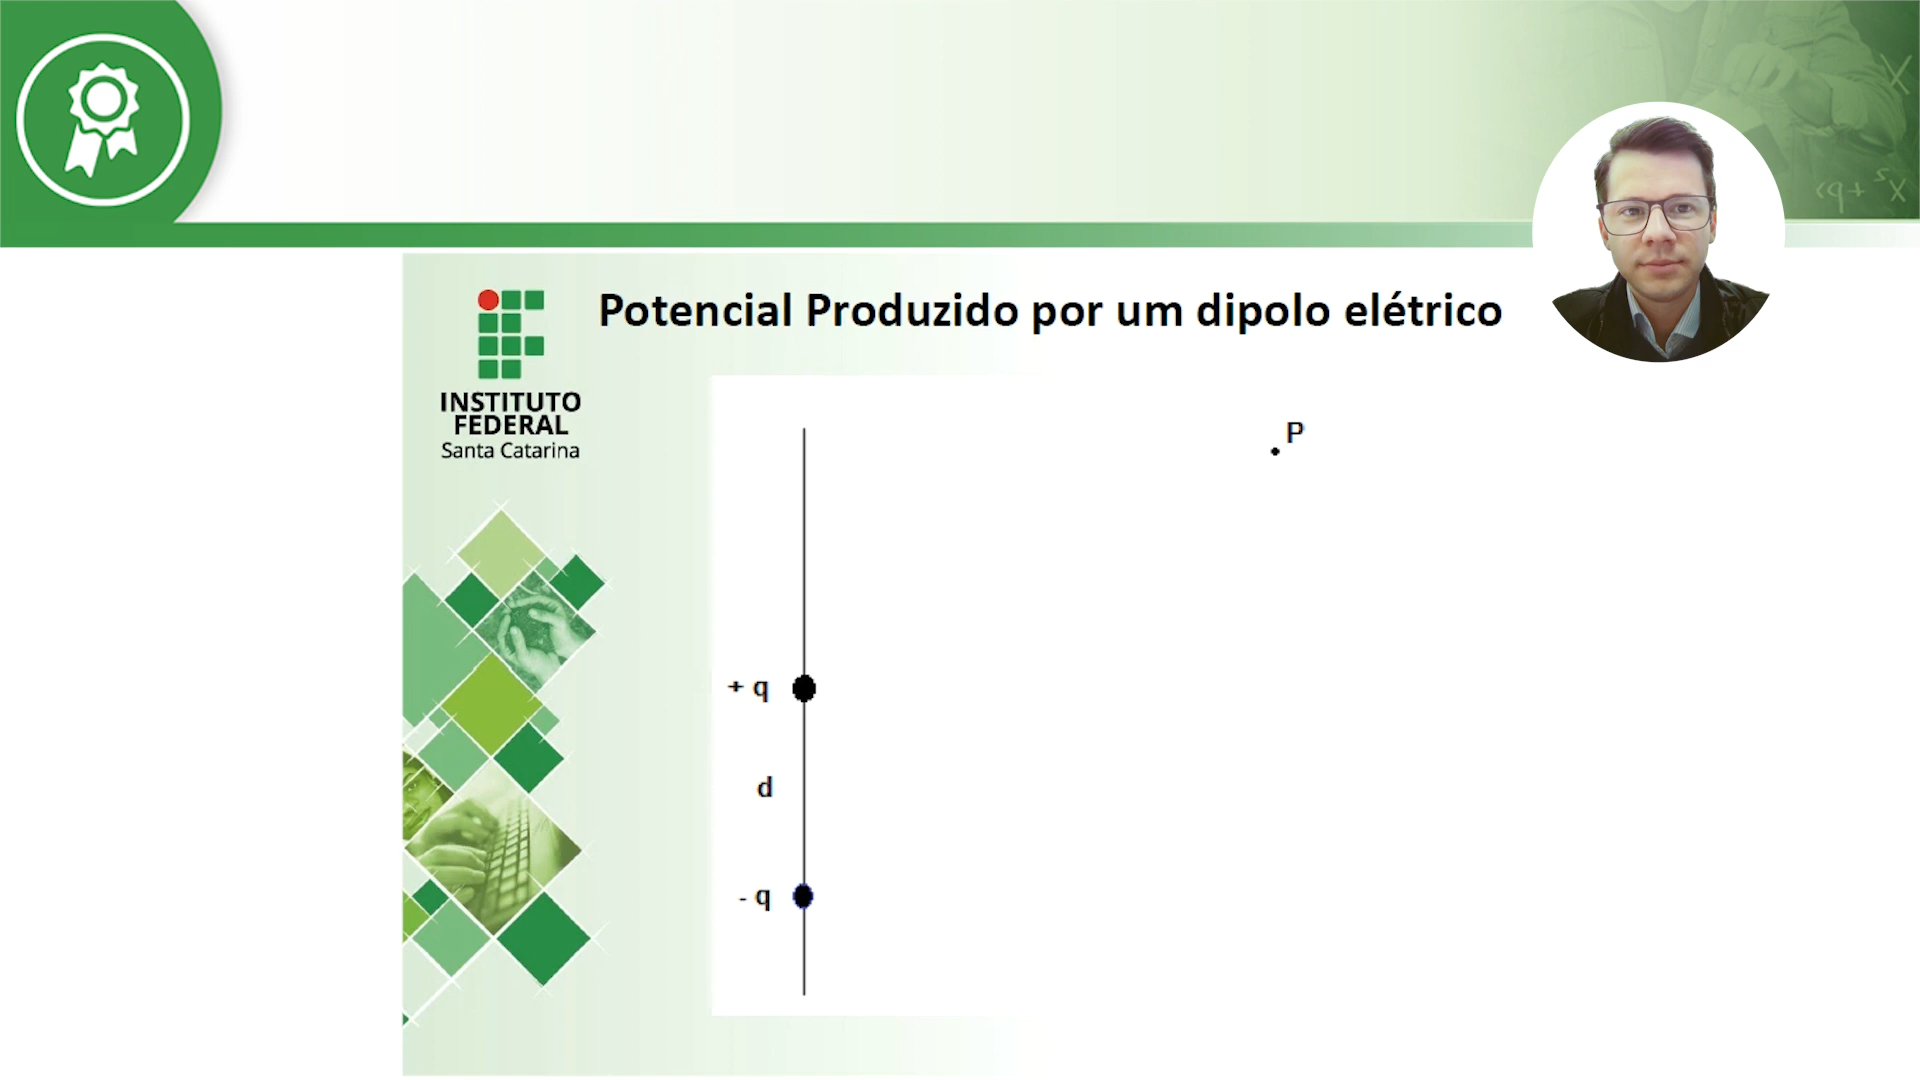 Potencial Produzido por um dipolo elétrico
INSTITUTO
FEDERAL
Santa Catarina
P
+ q
d
- q